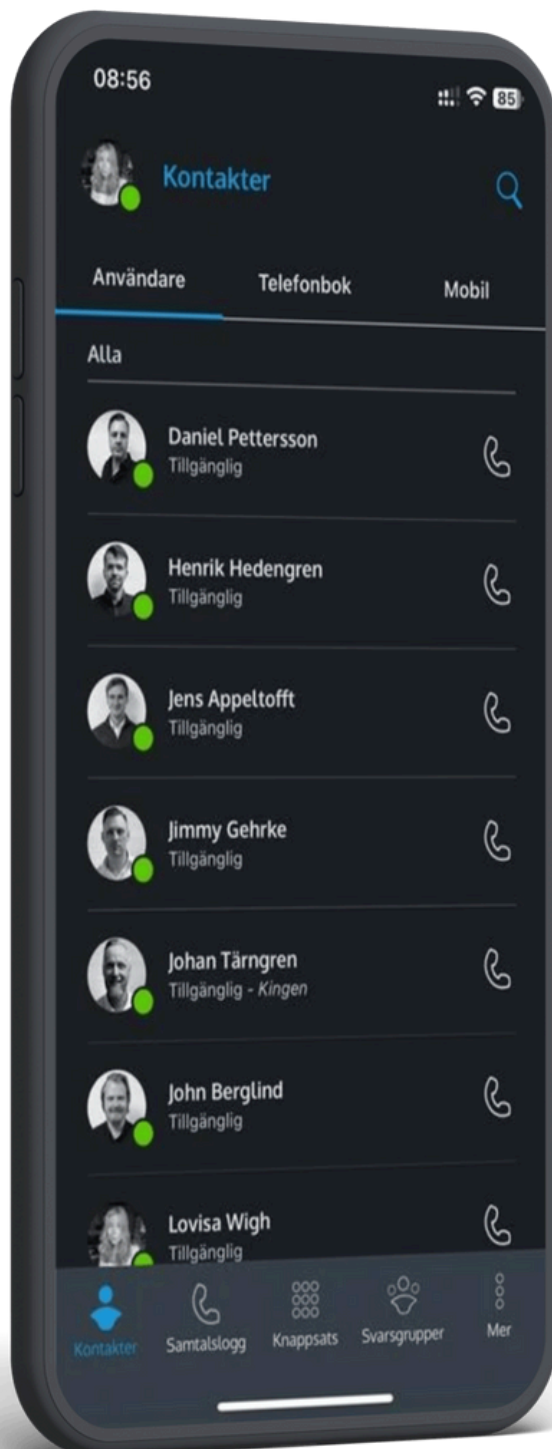 08:56
85
Kontakter
Användare
Telefonbok
Mobil
Alla
Daniel Pettersson
Tillgänglig
Henrik Hedengren
Tillgänglig
Jens Appeltofft
Tillgänglig
Jimmy Gehrke
Tillgänglig
Johan Tärngren
Tillgänglig - Kingen
John Berglind
Tillgänglig
Lovisa Wigh
Tillgänglig
Kontakter
Samtalslogg
Knappsats
Svarsgrupper
Mer